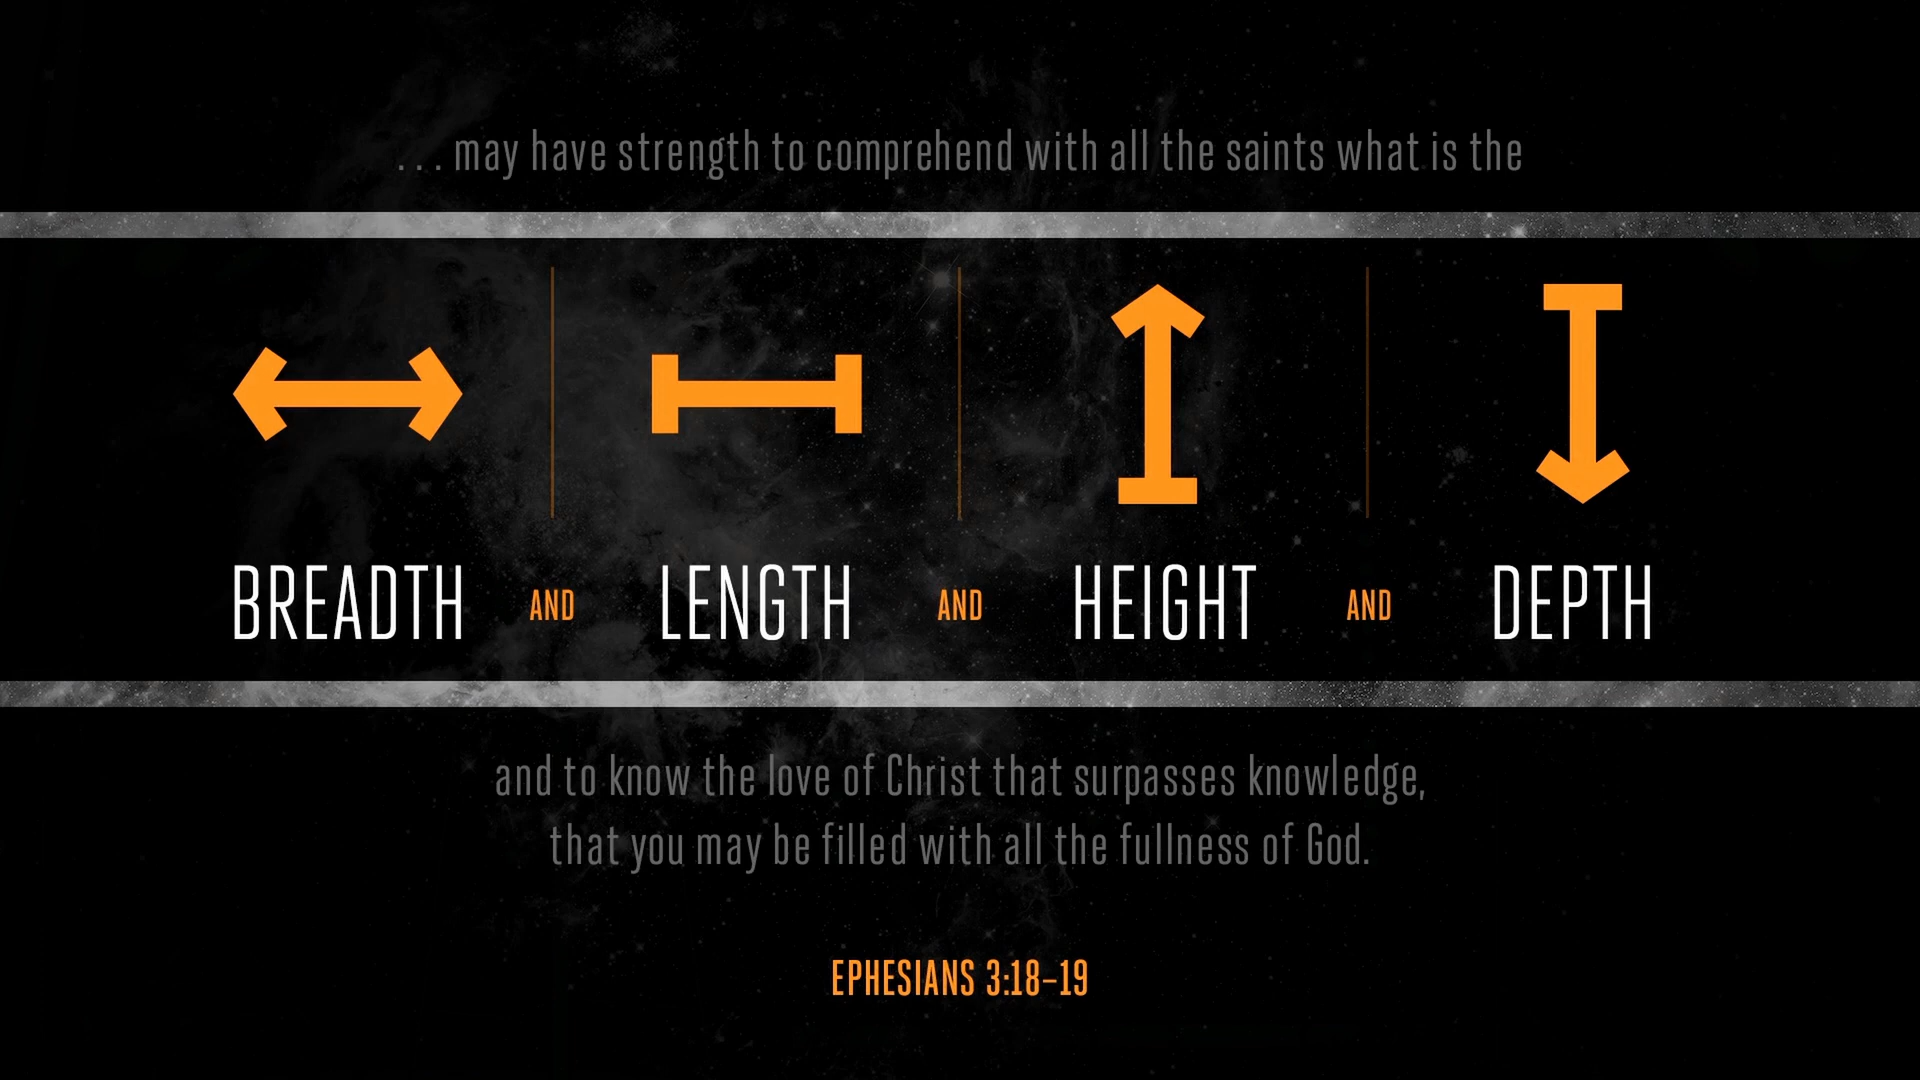 . . . may have strength to comprehend with all the saints what is the
BREADTH AND LENGTH AND HEIGHT AND DEPTH
and to know the love of Christ that surpasses knowledge,
that you may be filled with all the fullness of God.
EPHESIANS 3:18–19